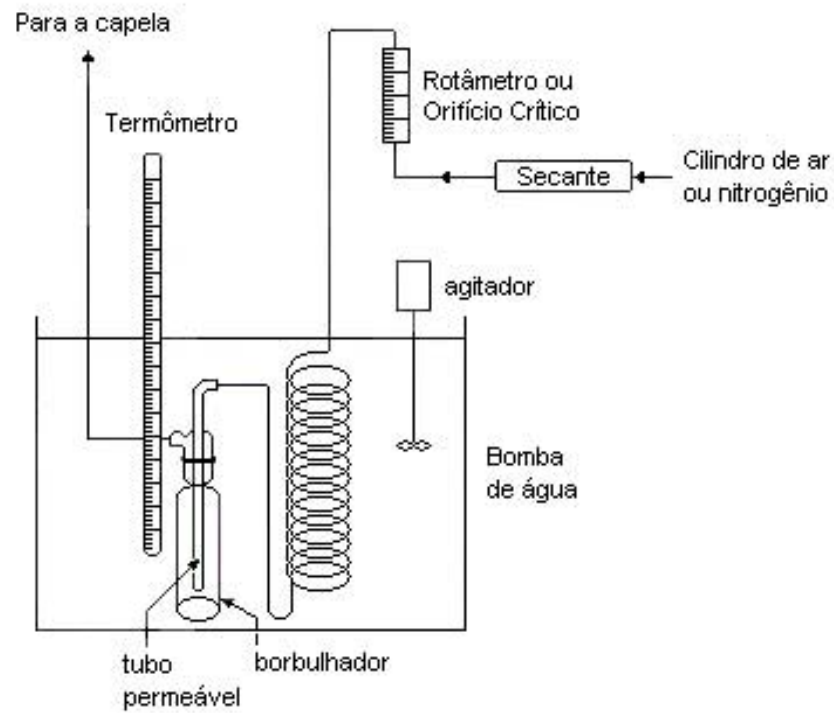 Para a capela
Termômetro
Rotâmetro ou
Orifício Crítico
Secante
Cilindro de ar
ou nitrogênio
agitador
Bomba
de água
tubo
permeável
borbulhador